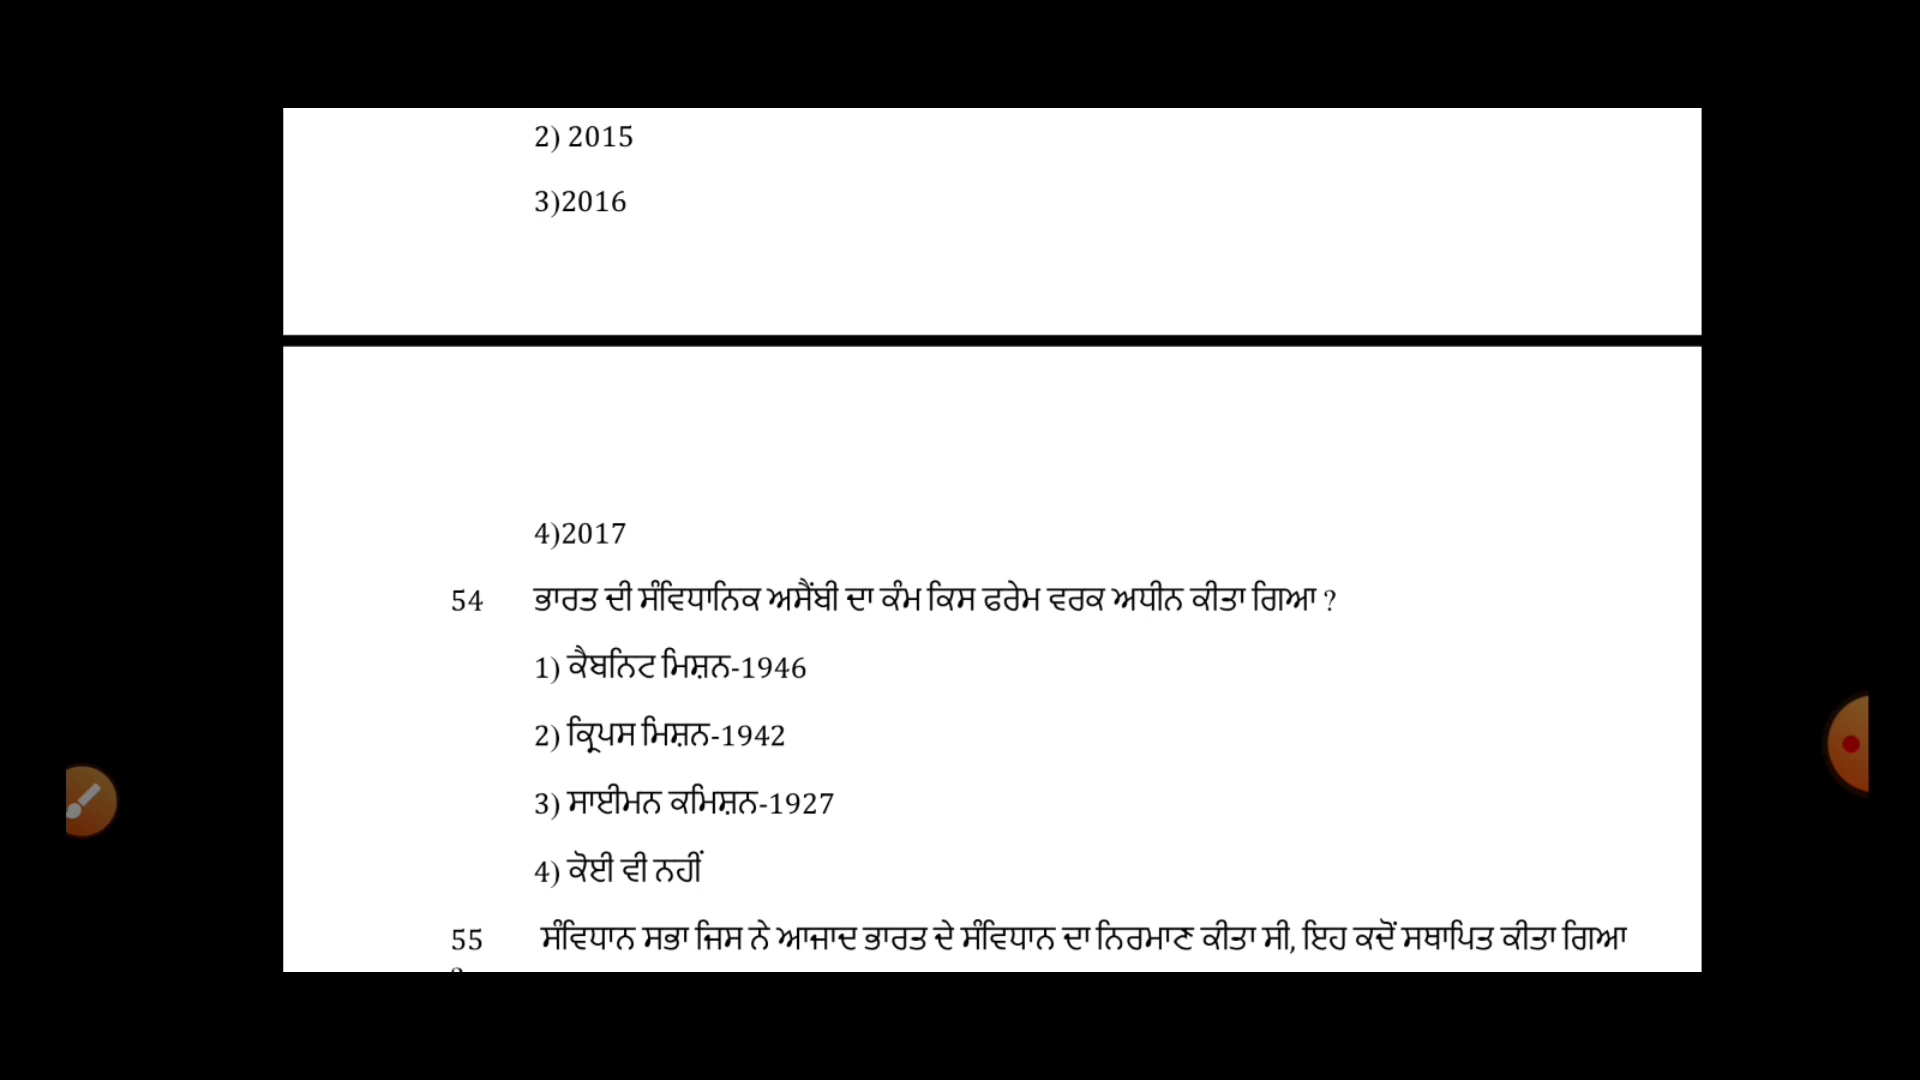 2) 2015
3)2016
4)2017
54 ਭਾਰਤ ਦੀ ਸੰਵਿਧਾਨਿਕ ਅਸੈਂਬੀ ਦਾ ਕੰਮ ਕਿਸ ਫਰੇਮ ਵਰਕ ਅਧੀਨ ਕੀਤਾ ਗਿਆ ?
1) ਕੈਬਨਿਟ ਮਿਸ਼ਨ-1946
2) ਕ੍ਰਿਪਸ ਮਿਸ਼ਨ-1942
3) ਸਾਈਮਨ ਕਮਿਸ਼ਨ-1927
4) ਕੋਈ ਵੀ ਨਹੀਂ
55 ਸੰਵਿਧਾਨ ਸਭਾ ਜਿਸ ਨੇ ਆਜਾਦ ਭਾਰਤ ਦੇ ਸੰਵਿਧਾਨ ਦਾ ਨਿਰਮਾਣ ਕੀਤਾ ਸੀ, ਇਹ ਕਦੋਂ ਸਥਾਪਿਤ ਕੀਤਾ ਗਿਆ